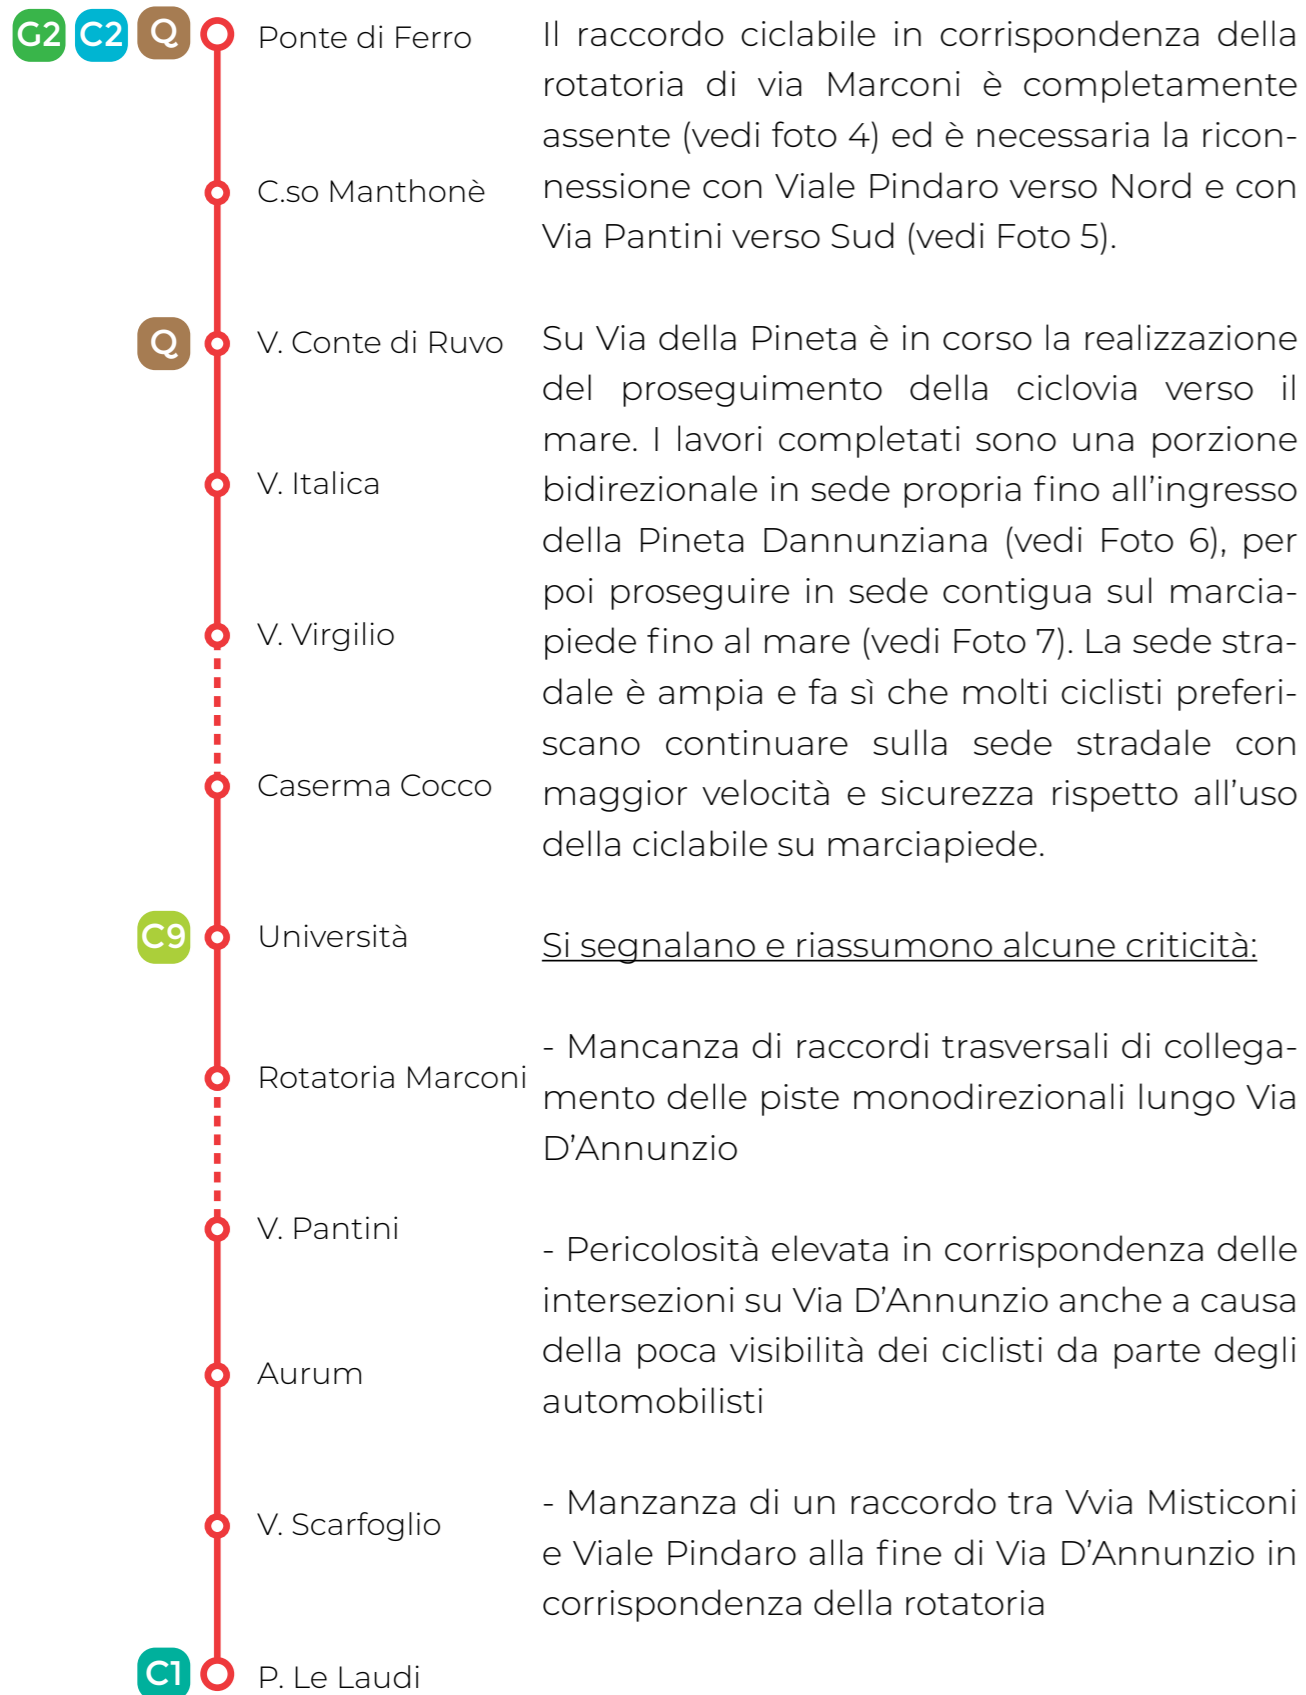 G2 C2 Q Ponte di Ferro
C.so Manthonè
Q V. Conte di Ruvo
V. Italica
V. Virgilio
Caserma Cocco
C9 Università
Rotatoria Marconi
V. Pantini
Aurum
V. Scarfoglio
C1 P. Le Laudi
Il raccordo ciclabile in corrispondenza della
rotatoria di via Marconi è completamente
assente (vedi foto 4) ed è necessaria la ricon-
nessione con Viale Pindaro verso Nord e con
Via Pantini verso Sud (vedi Foto 5).
Su Via della Pineta è in corso la realizzazione
del proseguimento della ciclovia verso il
mare. I lavori completati sono una porzione
bidirezionale in sede propria fino all'ingresso
della Pineta Dannunziana (vedi Foto 6), per
poi proseguire in sede contigua sul marcia-
piede fino al mare (vedi Foto 7). La sede stra-
dale è ampia e fa sì che molti ciclisti preferi-
scano continuare sulla sede stradale con
maggior velocità e sicurezza rispetto all'uso
della ciclabile su marciapiede.
Si segnalano e riassumono alcune criticità:
- Mancanza di raccordi trasversali di collega-
mento delle piste monodirezionali lungo Via
D'Annunzio
- Pericolosità elevata in corrispondenza delle
intersezioni su Via D'Annunzio anche a causa
della poca visibilità dei ciclisti da parte degli
automobilisti
- Manzanza di un raccordo tra Vvia Misticoni
e Viale Pindaro alla fine di Via D'Annunzio in
corrispondenza della rotatoria